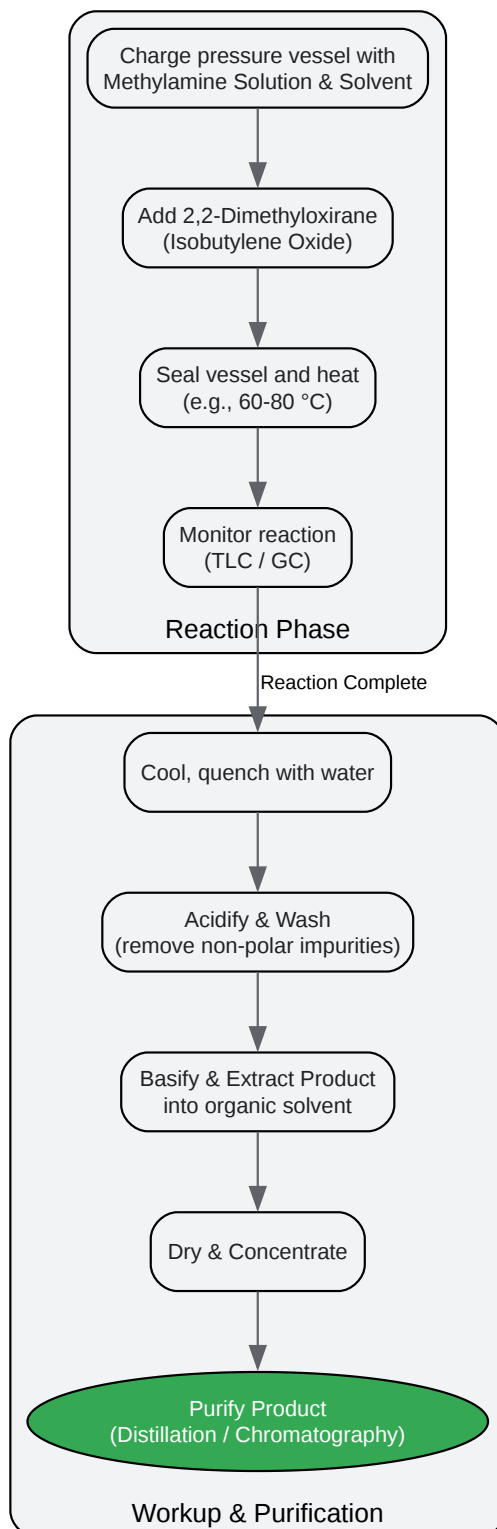 Charge pressure vessel with
Methylamine Solution & Solvent
Add 2,2-Dimethyloxirane
(Isobutylene Oxide)
Seal vessel and heat
(e.g., 60-80 °C)
Monitor reaction
(TLC / GC)
Reaction Phase
Reaction Complete
Cool, quench with water
Acidify & Wash
(remove non-polar impurities)
Basify & Extract Product
into organic solvent
Dry & Concentrate
Purify Product
(Distillation / Chromatography)
Workup & Purification